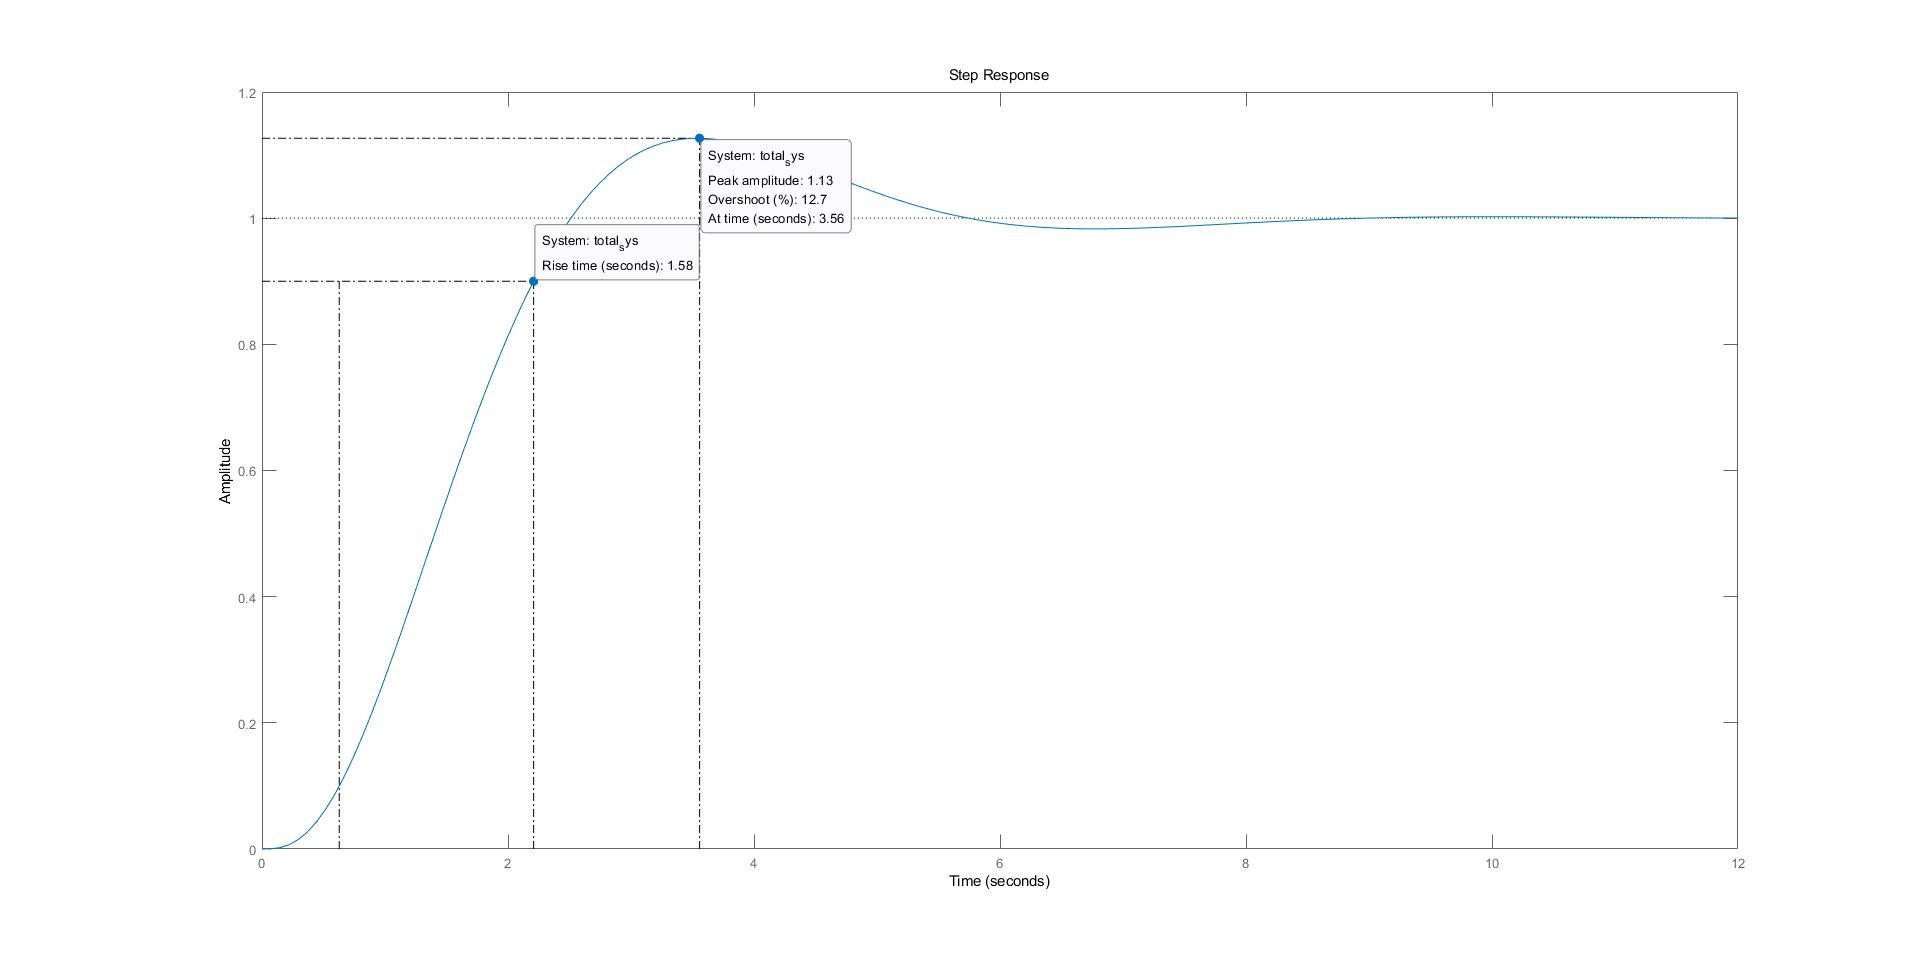 Step Response
1.2
1
0.8
0.6
0.4
0.2
0
Amplitude
System: total_sys
Peak amplitude: 1.13
Overshoot (%): 12.7
At time (seconds): 3.56
System: total_sys
Rise time (seconds): 1.58
0 2 4 6 8 10 12
Time (seconds)